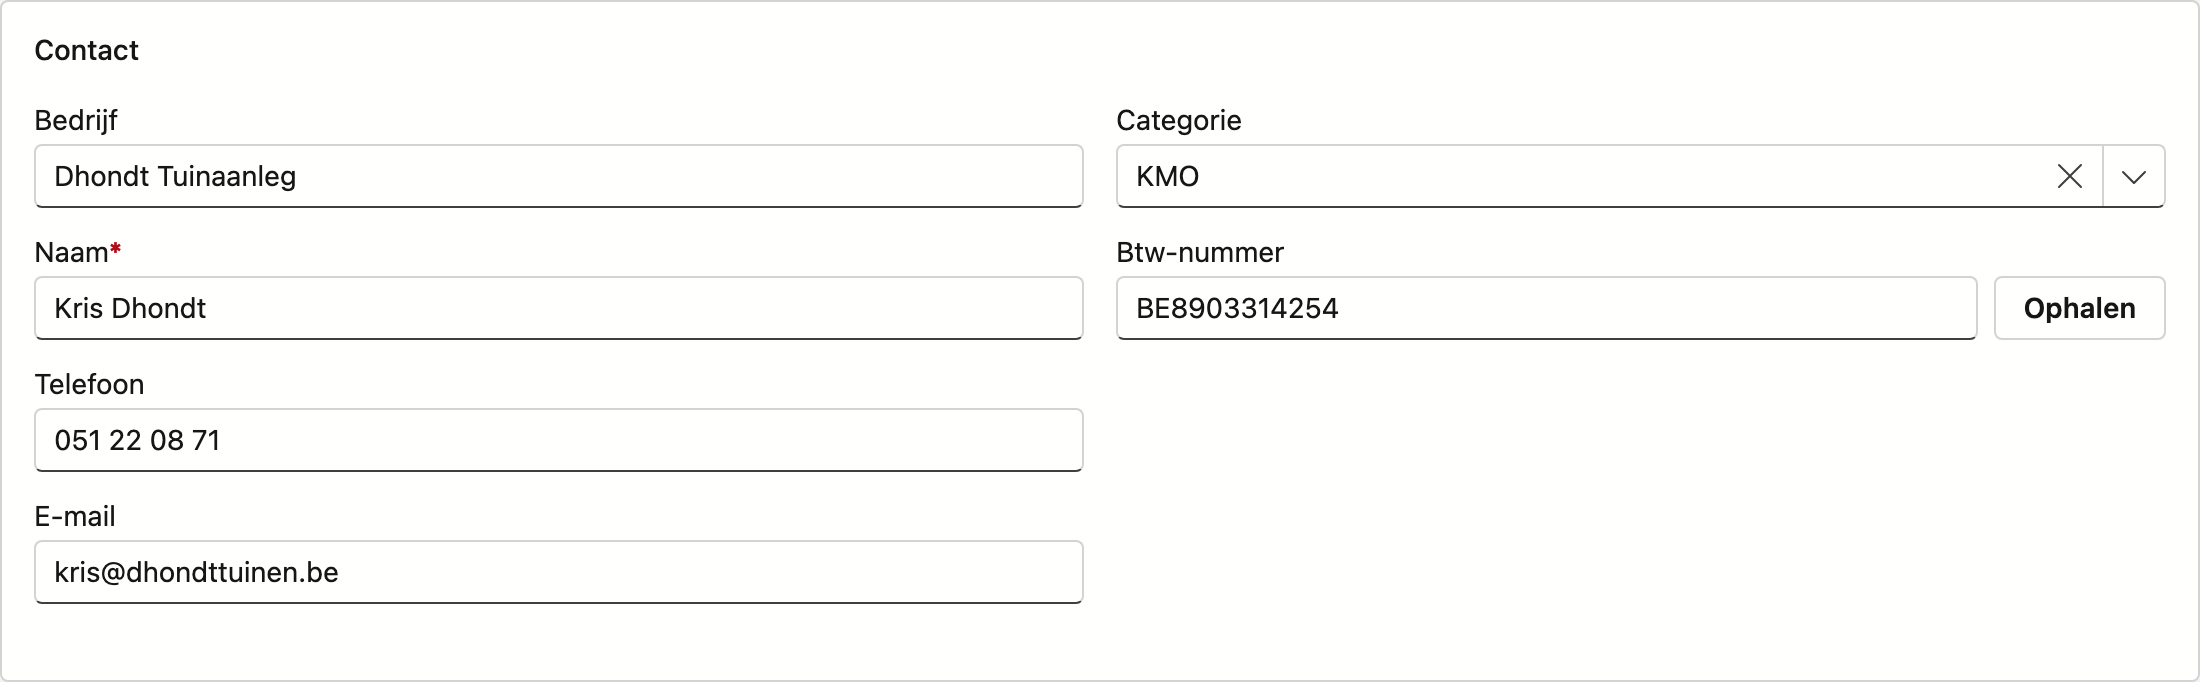 Contact
Bedrijf
Dhondt Tuinaanleg
Categorie
KMO
Naam*
Kris Dhondt
Btw-nummer
BE8903314254
Ophalen
Telefoon
051 22 08 71
E-mail
kris@dhondttuinen.be